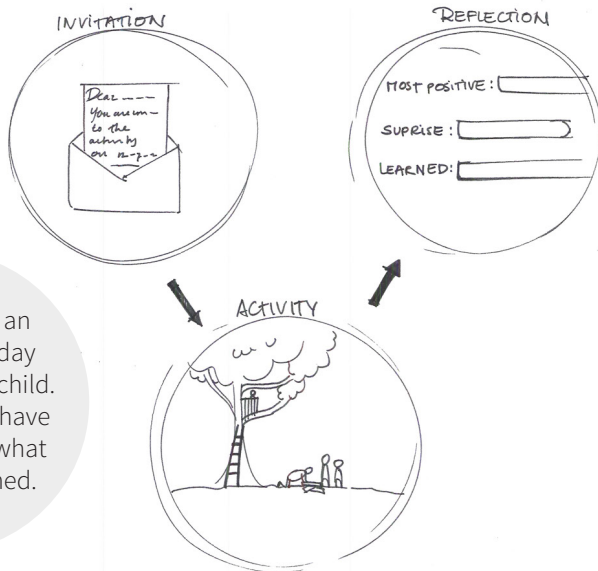 INVITATION
Dear
You are
to the
activity
on
REFLECTION
MOST POSITIVE:
SUPRISE:
LEARNED:
ACTIVITY
an
day
child.
have
what
ned.